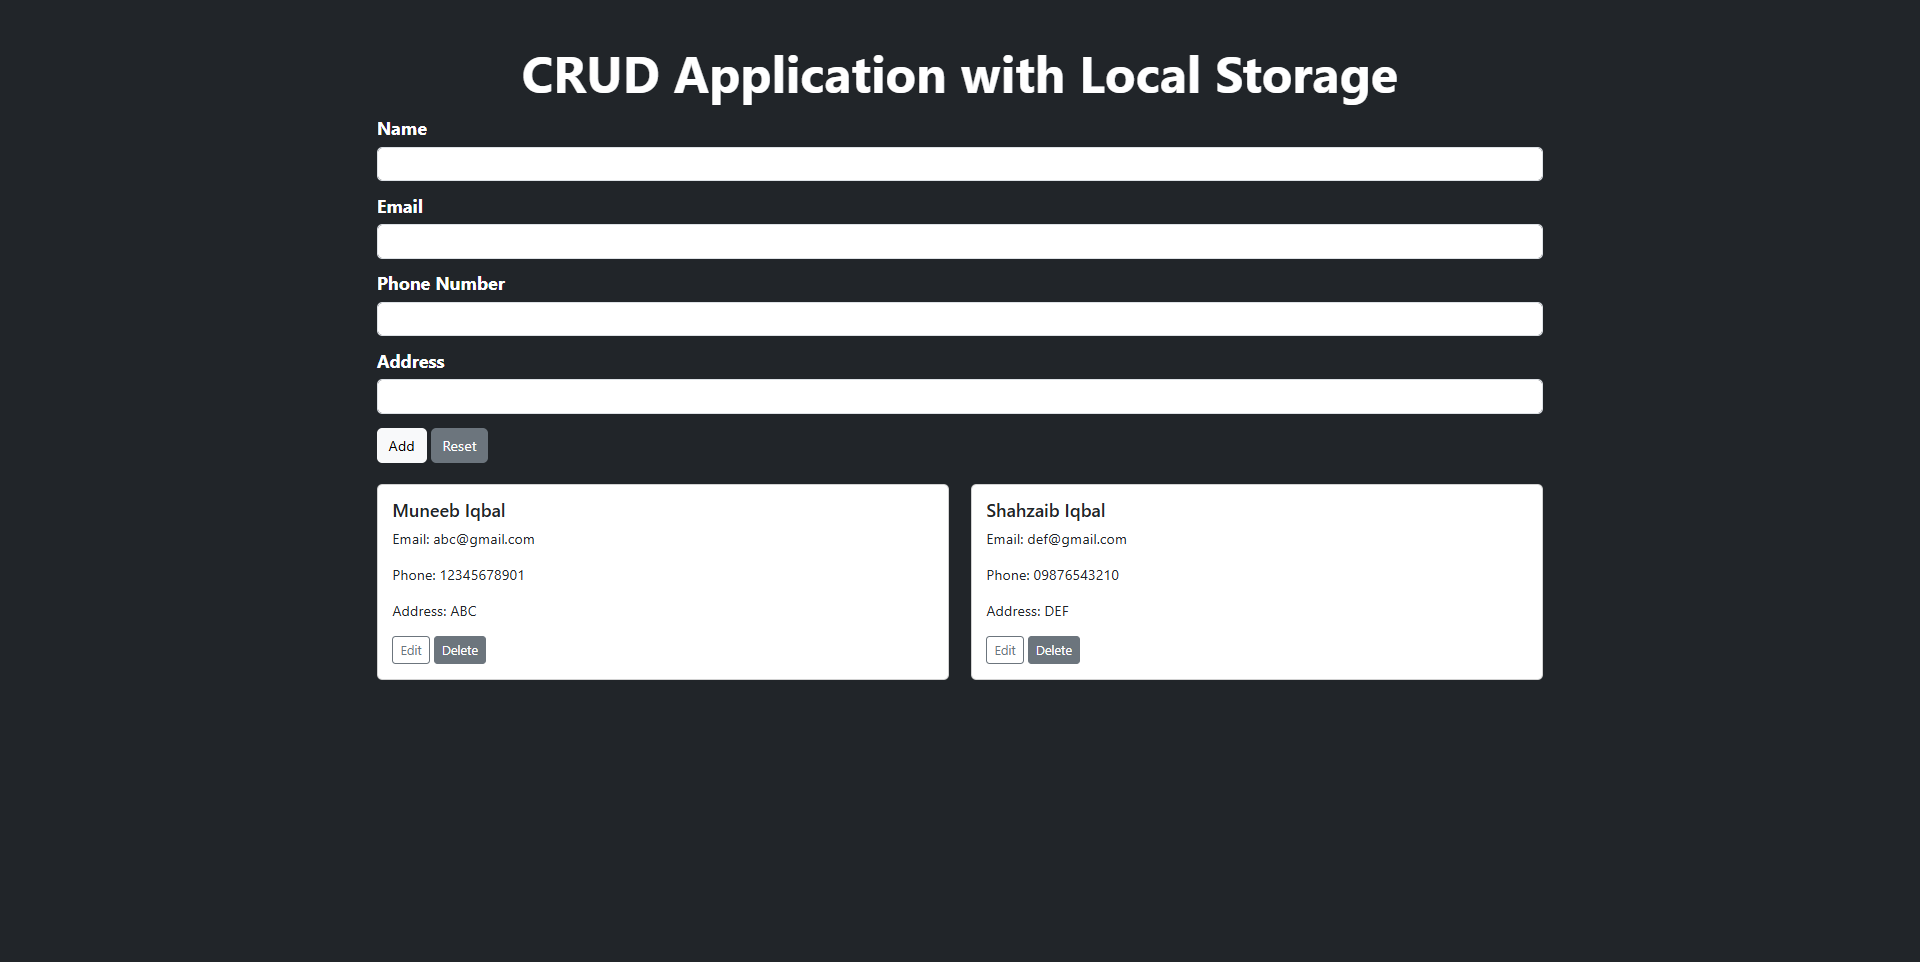 CRUD Application with Local Storage
Name
Email
Phone Number
Address
Add Reset
Muneeb Iqbal
Email: abc@gmail.com
Phone: 12345678901
Address: ABC
Edit Delete
Shahzaib Iqbal
Email: def@gmail.com
Phone: 09876543210
Address: DEF
Edit Delete